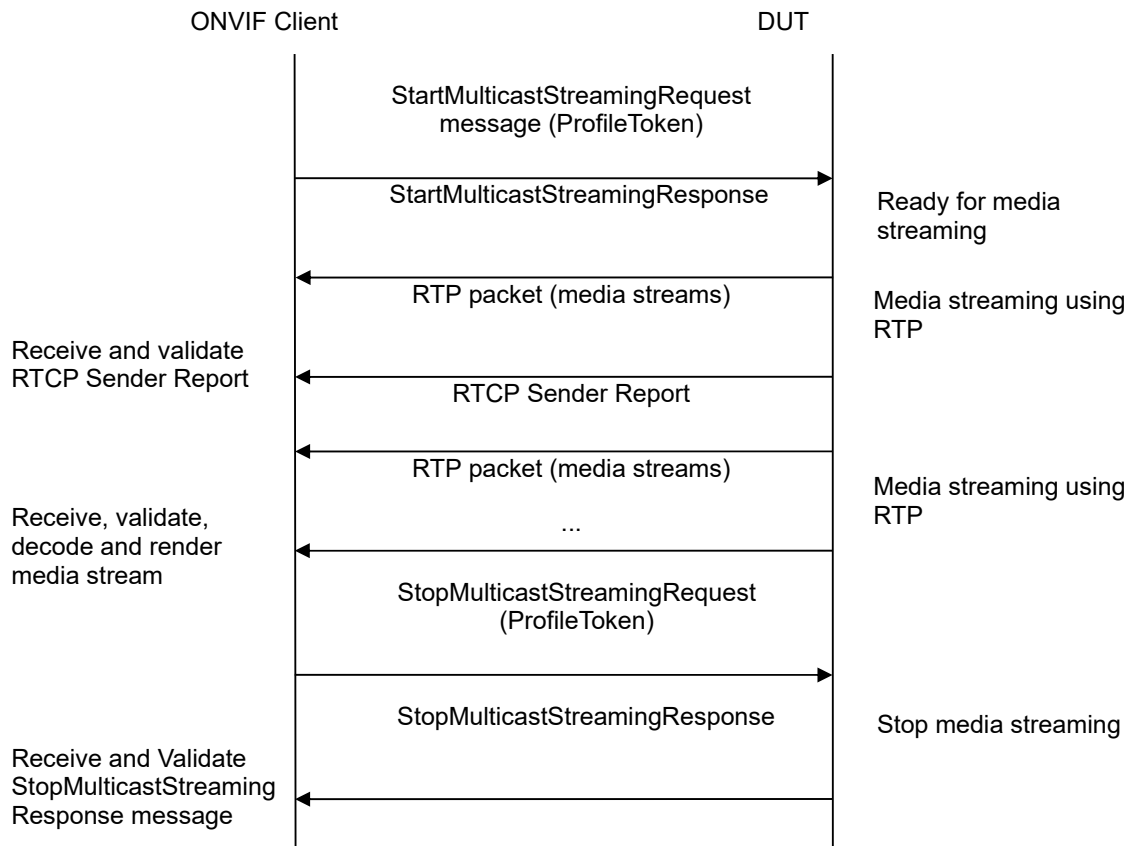 ONVIF Client
DUT
StartMulticastStreamingRequest
message (ProfileToken)
StartMulticastStreamingResponse
Ready for media
streaming
RTP packet (media streams)
Media streaming using
RTP
Receive and validate
RTCP Sender Report
RTCP Sender Report
RTP packet (media streams)
Media streaming using
RTP
Receive, validate,
decode and render
media stream
...
StopMulticastStreamingRequest
(ProfileToken)
StopMulticastStreamingResponse
Stop media streaming
Receive and Validate
StopMulticastStreaming
Response message